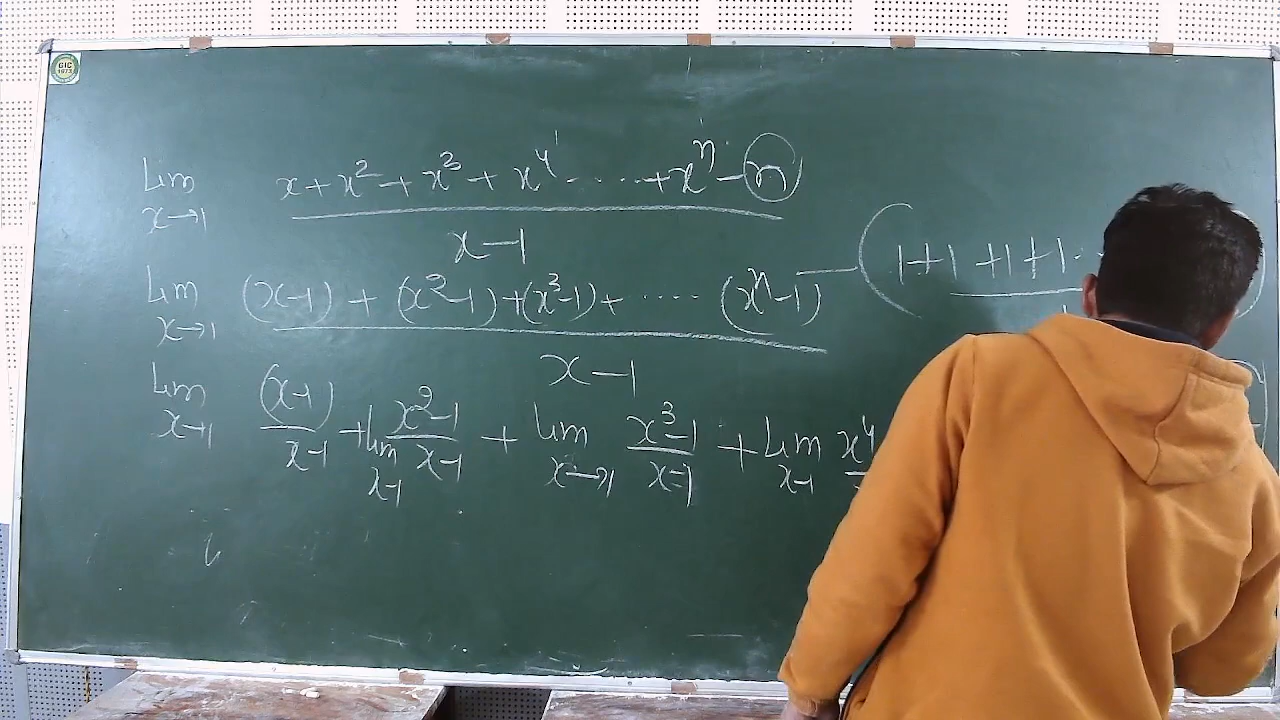 GIC
1973
Lim x + x² + x³ + x⁴ ..... + xⁿ - n
x→1 x-1
Lim (x-1) + (x²-1) + (x³-1) + ..... (xⁿ-1) — (1+1+1+1..
x→1 x-1
Lim (x-1)/x-1 + Lim x²-1/x-1 + Lim x³-1/x-1 + Lim x⁴
x→1 x-1 x→1 x-1